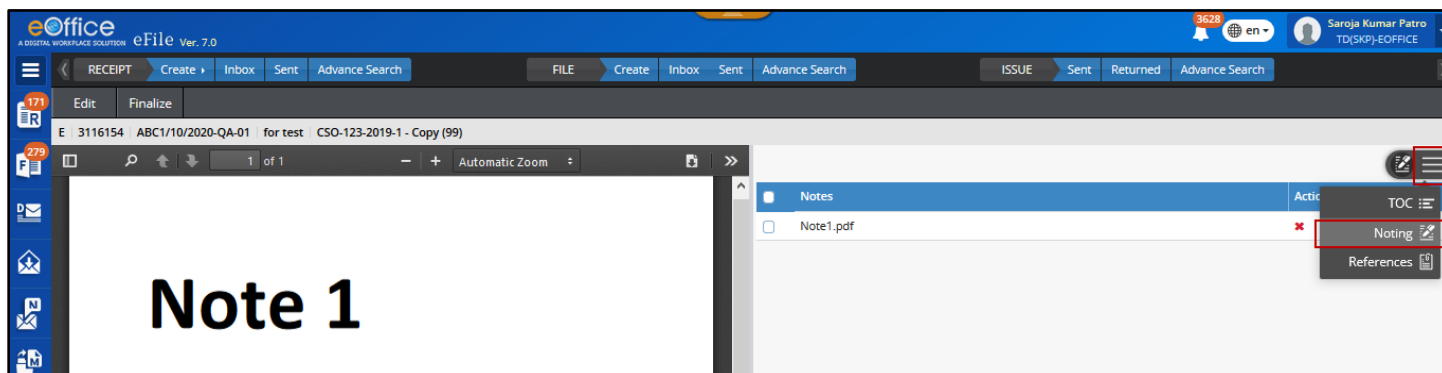 eOffice
A DIGITAL WORKPLACE SOLUTION eFile Ver. 7.0
3628
en
Saroja Kumar Patro
TD(SKP)-EOFFICE
RECEIPT Create Inbox Sent Advance Search FILE Create Inbox Sent Advance Search ISSUE Sent Returned Advance Search
171
R
Edit Finalize
E 3116154 ABC1/10/2020-QA-01 for test CSO-123-2019-1 - Copy (99)
279
F
1 of 1 Automatic Zoom
Notes Actio
TOC
D
Note1.pdf
Noting
References
Note 1
N
M